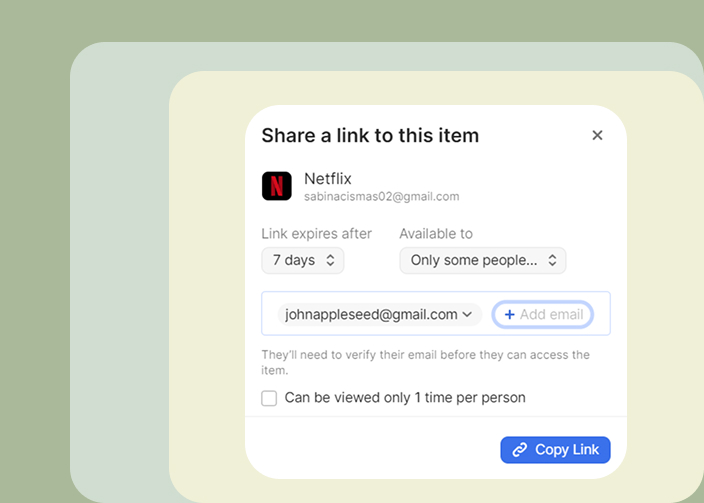 Share a link to this item
N
Netflix
sabinacismas02@gmail.com
Link expires after
Available to
7 days
Only some people...
johnappleseed@gmail.com
+ Add email
They'll need to verify their email before they can access the
item.
Can be viewed only 1 time per person
Copy Link